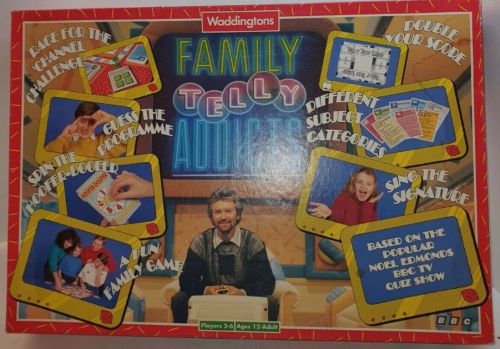 Waddingtons
FAMILY
TELLY
ADDICTS
RACE FOR THE
'CHANNEL
CHALLENGE'
GUESS THE
PROGRAMME
SPIN THE
HOOFER-DOOFER
A FUN
FAMILY GAME
DOUBLE
YOUR SCORE
DIFFERENT
SUBJECT
CATEGORIES
SING THE
SIGNATURE
BASED ON THE
POPULAR
NOEL EDMONDS
BBC TV
QUIZ SHOW
Players 2-6 Ages 12-Adult
BBC